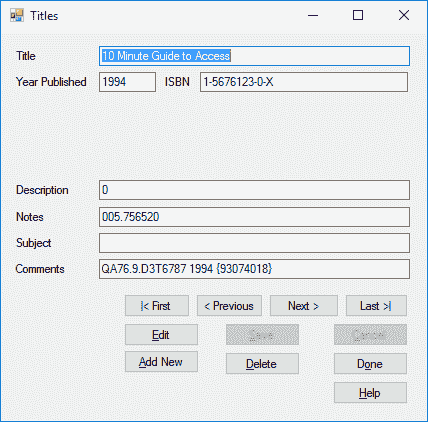 Titles
Title 10 Minute Guide to Access
Year Published 1994 ISBN 1-5676123-0-X
Description 0
Notes 005.756520
Subject
Comments QA76.9.D3T6787 1994 {93074018}
|< First < Previous Next > Last >|
Edit Save Cancel
Add New Delete Done
Help